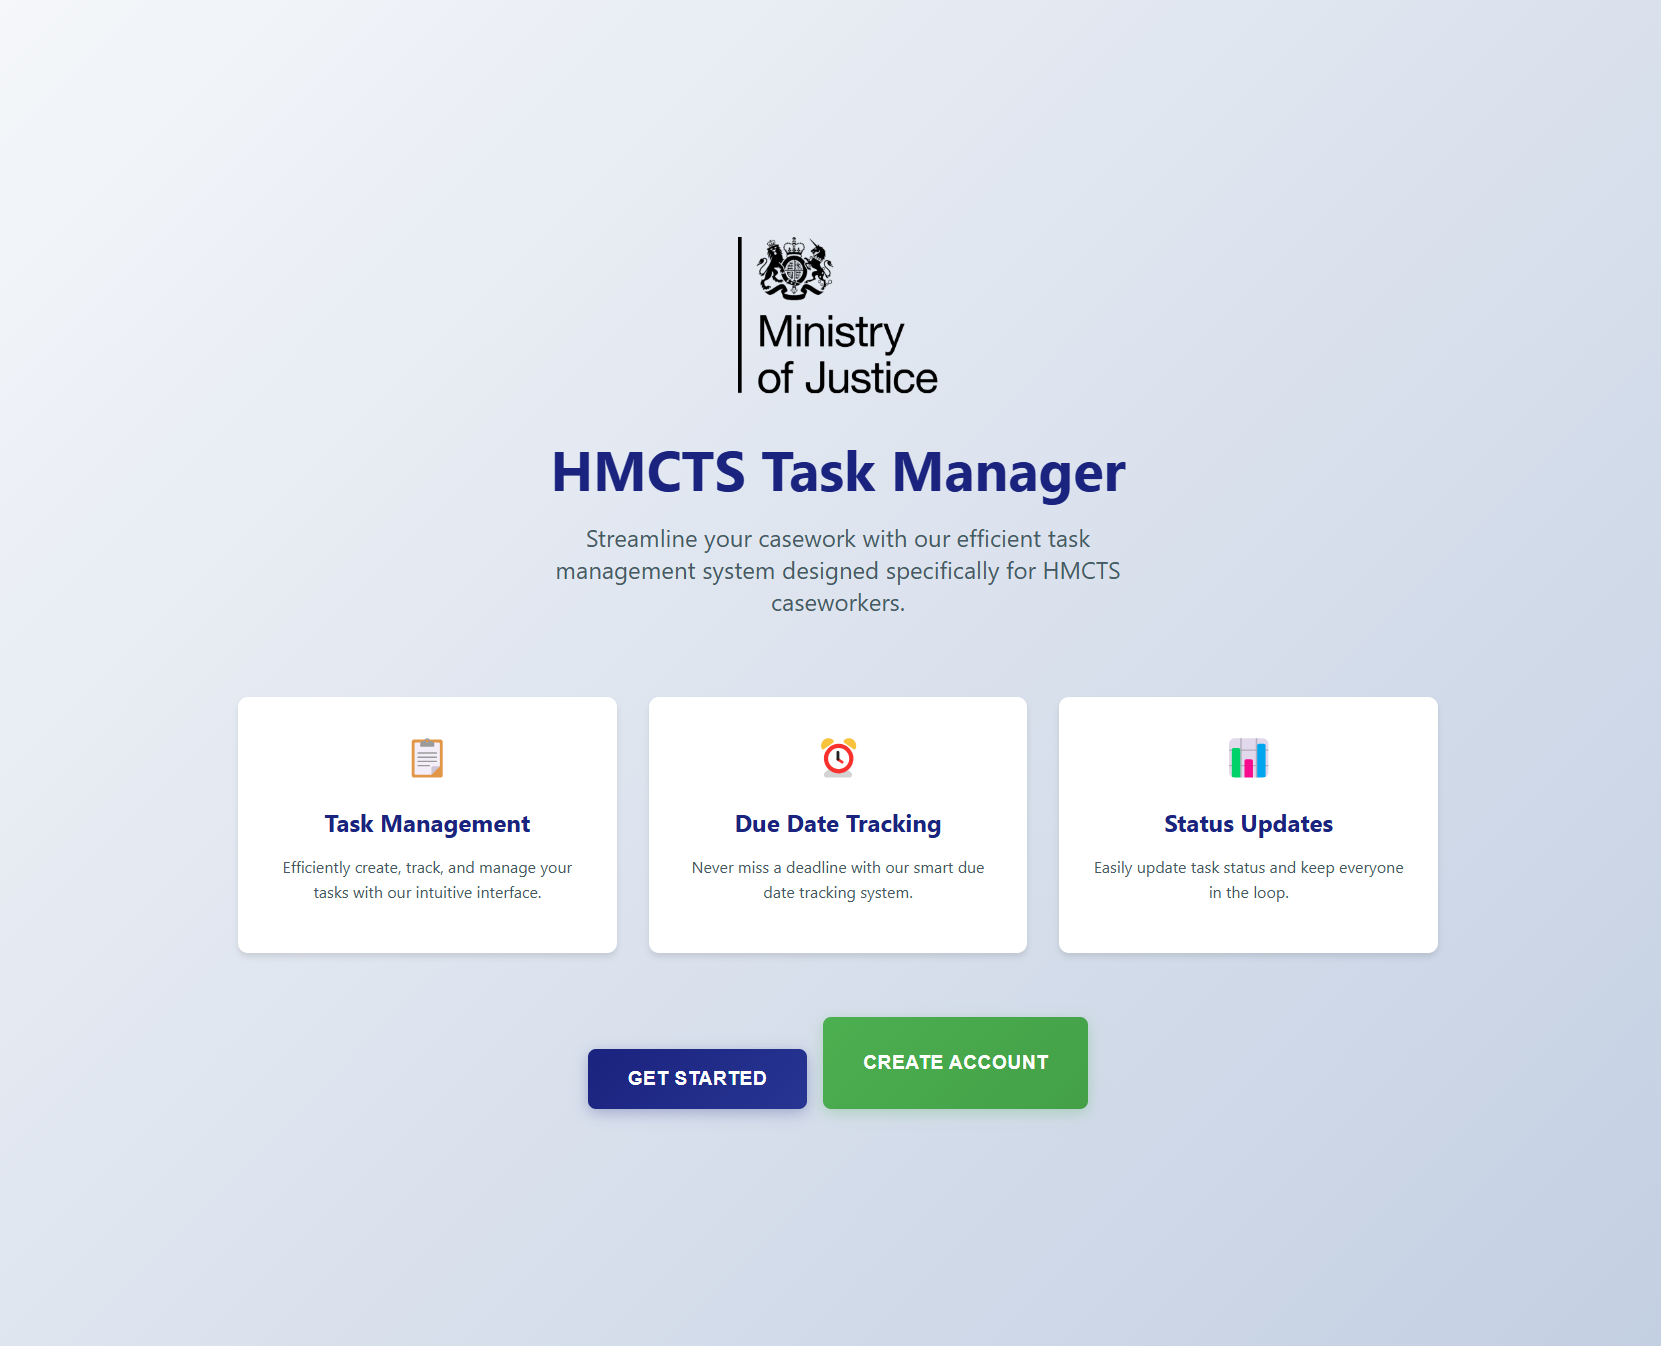 Ministry
of Justice
HMCTS Task Manager
Streamline your casework with our efficient task
management system designed specifically for HMCTS
caseworkers.
Task Management
Efficiently create, track, and manage your
tasks with our intuitive interface.
Due Date Tracking
Never miss a deadline with our smart due
date tracking system.
Status Updates
Easily update task status and keep everyone
in the loop.
GET STARTED
CREATE ACCOUNT